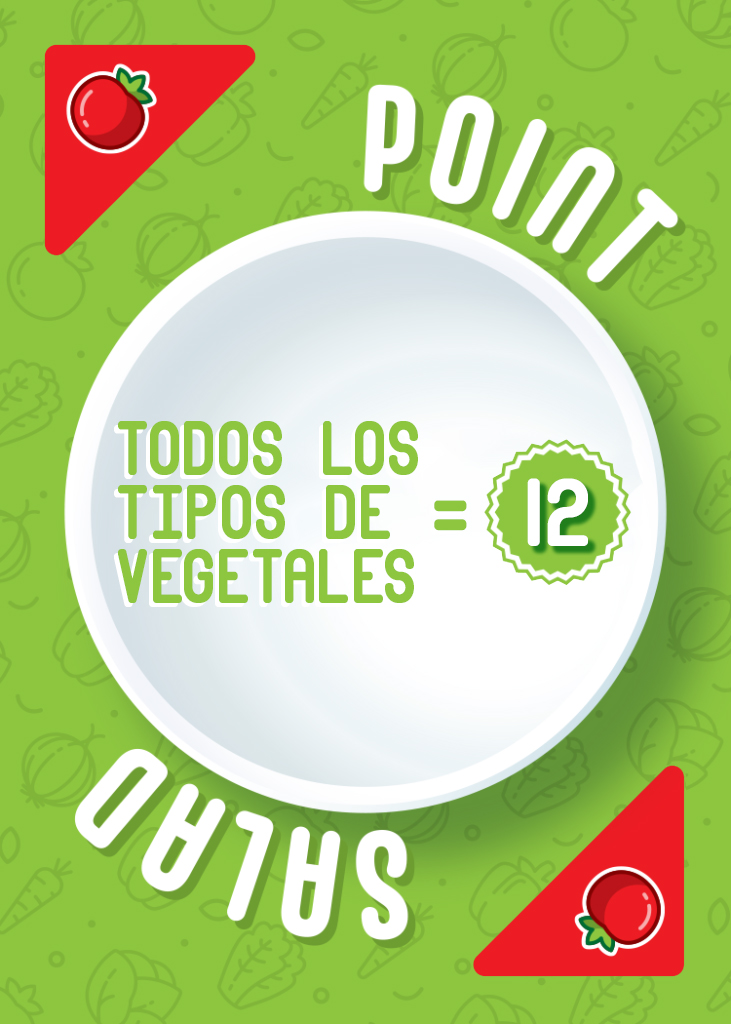 POINT
TODOS LOS
TIPOS DE = 12
VEGETALES
SALAD